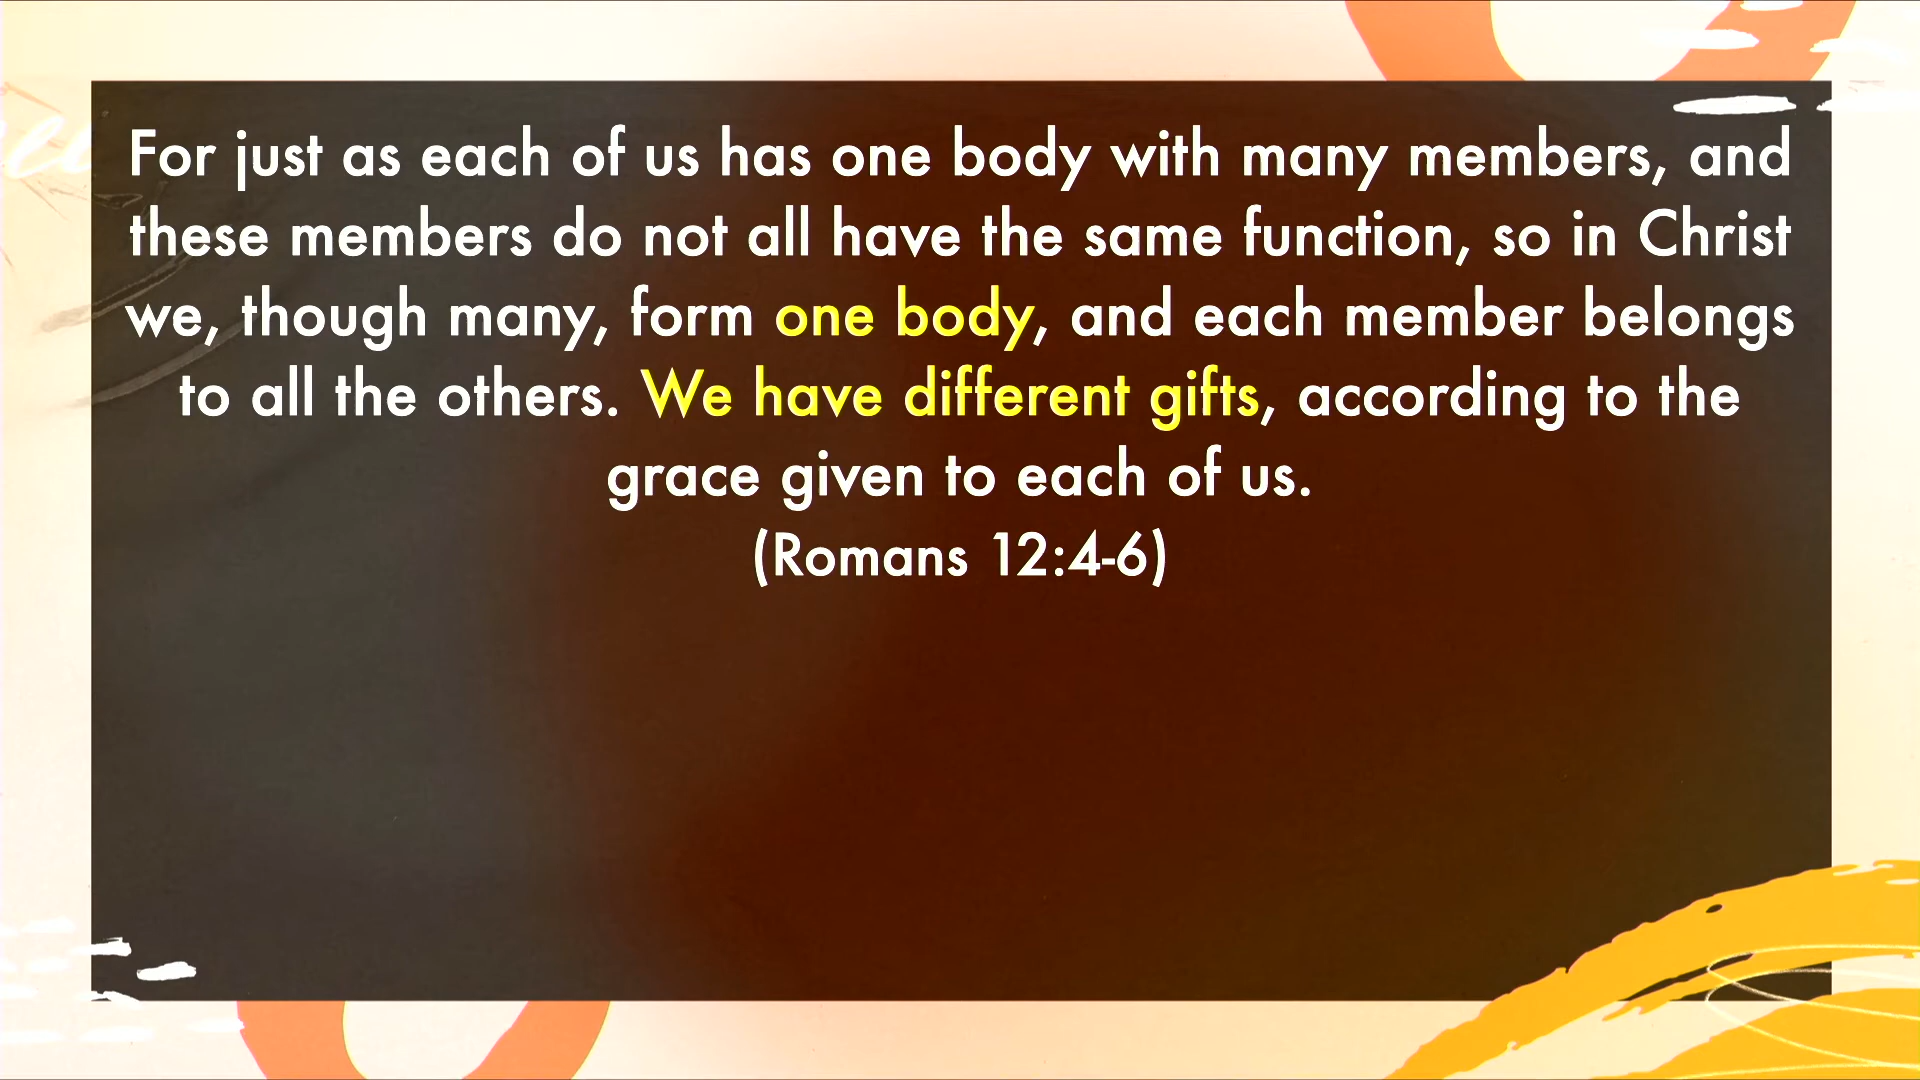 For just as each of us has one body with many members, and
these members do not all have the same function, so in Christ
we, though many, form one body, and each member belongs
to all the others. We have different gifts, according to the
grace given to each of us.
(Romans 12:4-6)